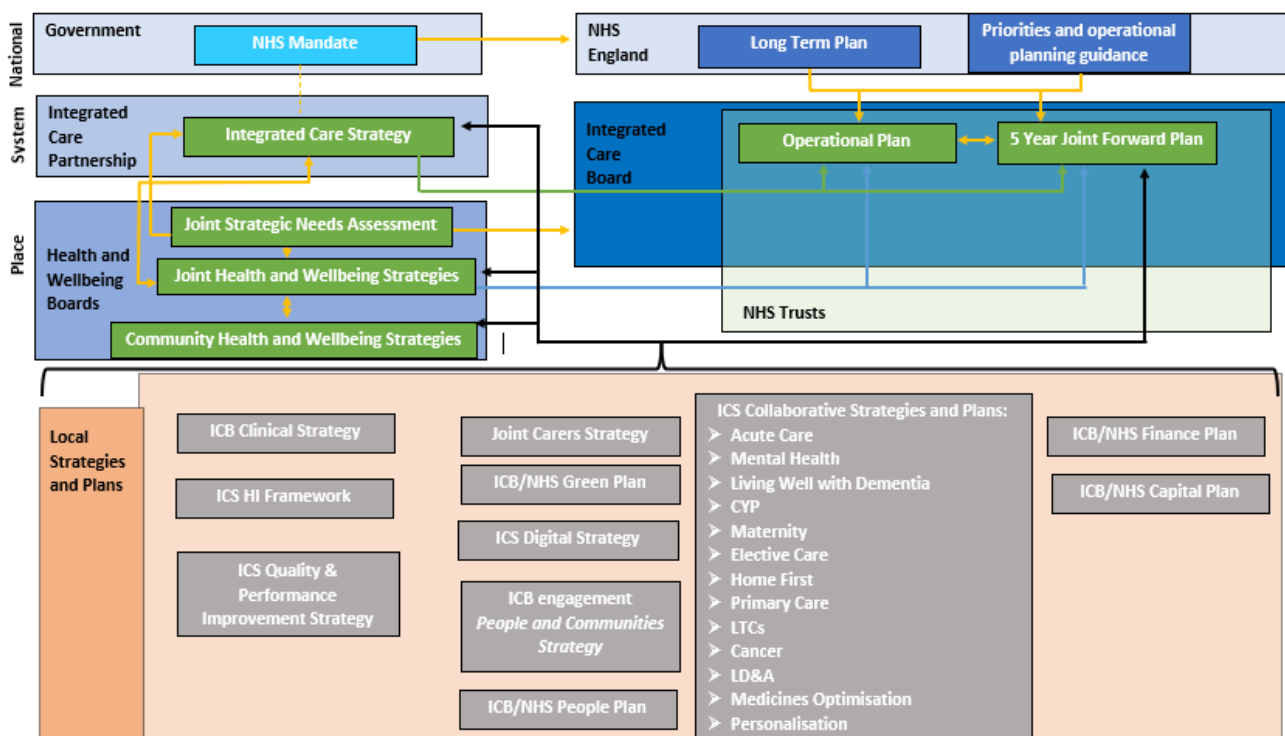 National
Government
NHS Mandate
NHS
England
Long Term Plan
Priorities and operational
planning guidance
System
Integrated
Care
Partnership
Integrated Care Strategy
Integrated
Care
Board
Operational Plan
5 Year Joint Forward Plan
Place
Health and
Wellbeing
Boards
Joint Strategic Needs Assessment
Joint Health and Wellbeing Strategies
Community Health and Wellbeing Strategies
NHS Trusts
Local
Strategies
and Plans
ICB Clinical Strategy
ICS HI Framework
ICS Quality &
Performance
Improvement Strategy
Joint Carers Strategy
ICB/NHS Green Plan
ICS Digital Strategy
ICB engagement
People and Communities
Strategy
ICB/NHS People Plan
ICS Collaborative Strategies and Plans:
➢ Acute Care
➢ Mental Health
➢ Living Well with Dementia
➢ CYP
➢ Maternity
➢ Elective Care
➢ Home First
➢ Primary Care
➢ LTCs
➢ Cancer
➢ LD&A
➢ Medicines Optimisation
➢ Personalisation
ICB/NHS Finance Plan
ICB/NHS Capital Plan